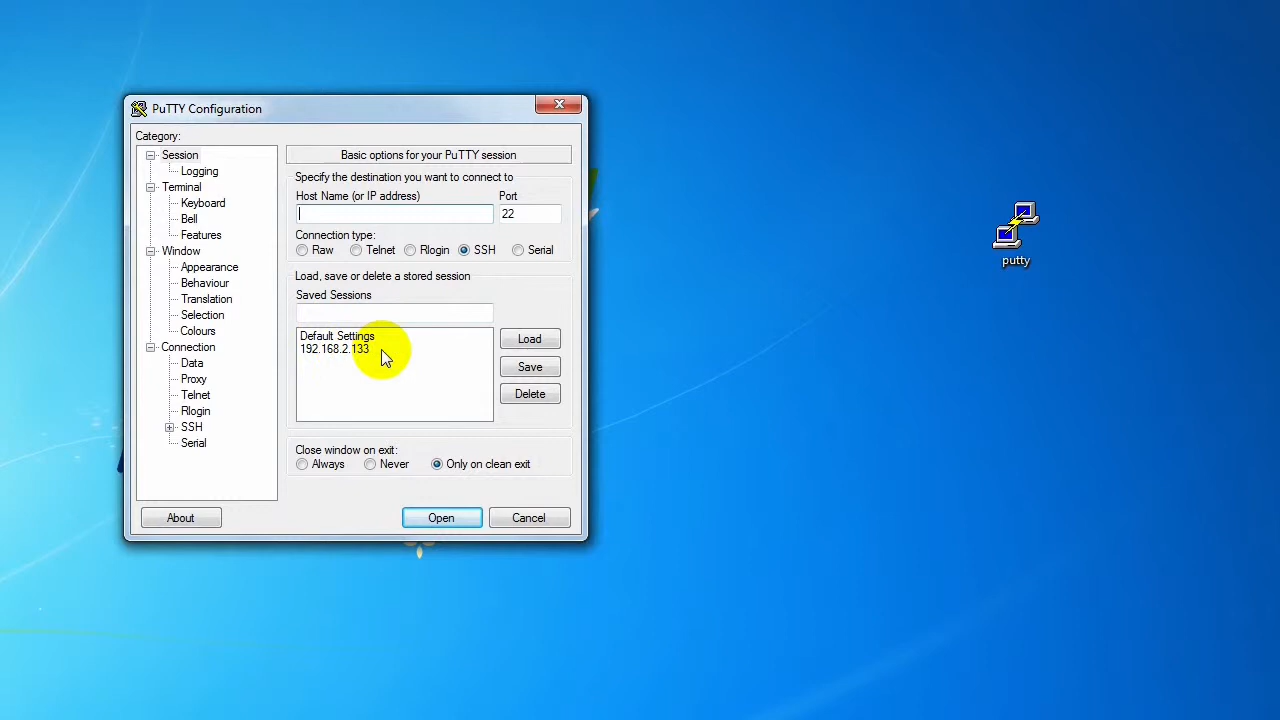 PuTTY Configuration
Category:
Session
Logging
Terminal
Keyboard
Bell
Features
Window
Appearance
Behaviour
Translation
Selection
Colours
Connection
Data
Proxy
Telnet
Rlogin
SSH
Serial
Basic options for your PuTTY session
Specify the destination you want to connect to
Host Name (or IP address) Port
22
Connection type:
Raw Telnet Rlogin SSH Serial
Load, save or delete a stored session
Saved Sessions
Default Settings
192.168.2.133
Load
Save
Delete
Close window on exit:
Always Never Only on clean exit
About Open Cancel
putty